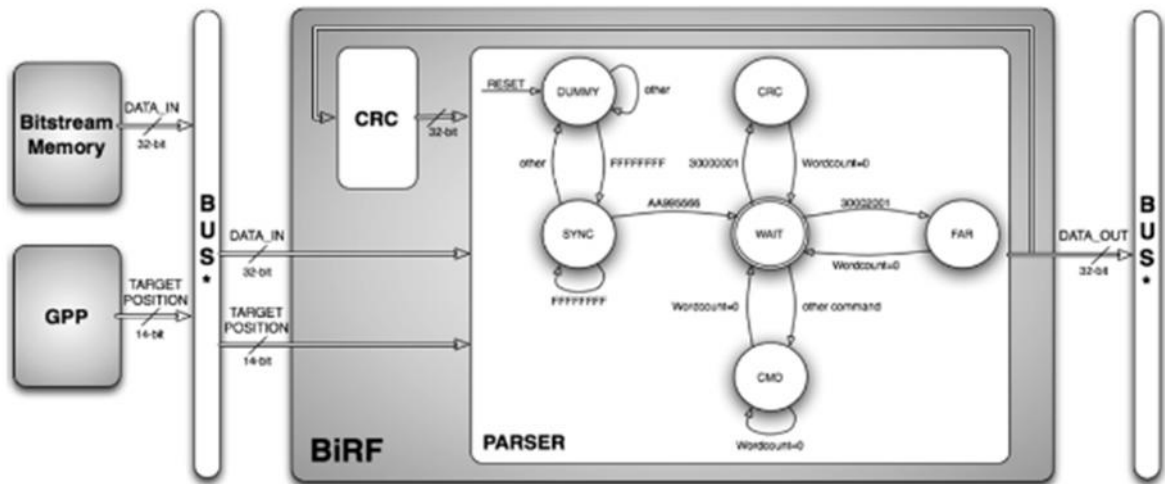 Bitstream
Memory
DATA_IN
32-bit
GPP
TARGET
POSITION
14-bit
BUS*
DATA_IN
32-bit
TARGET
POSITION
14-bit
BiRF
CRC
32-bit
PARSER
RESET
DUMMY
other
other
FFFFFFFF
SYNC
FFFFFFFF
AA995566
CRC
30000001
Wordcount=0
WAIT
30002001
Wordcount=0
FAR
Wordcount=0
other command
CMD
Wordcount=0
DATA_OUT
32-bit
BUS*